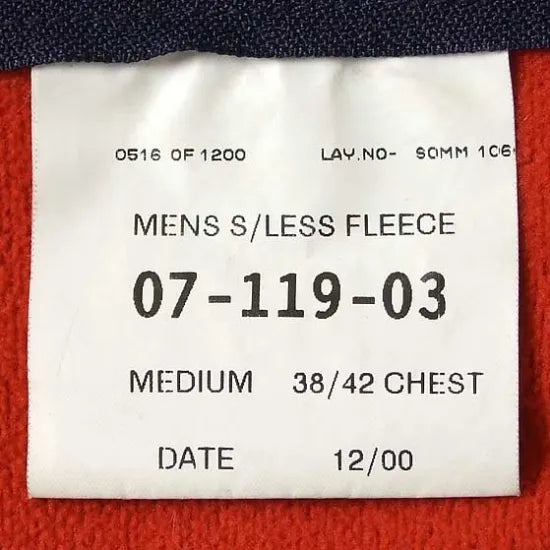 0516 OF 1200 LAY.NO- SOMM 106
MENS S/LESS FLEECE
07-119-03
MEDIUM 38/42 CHEST
DATE 12/00